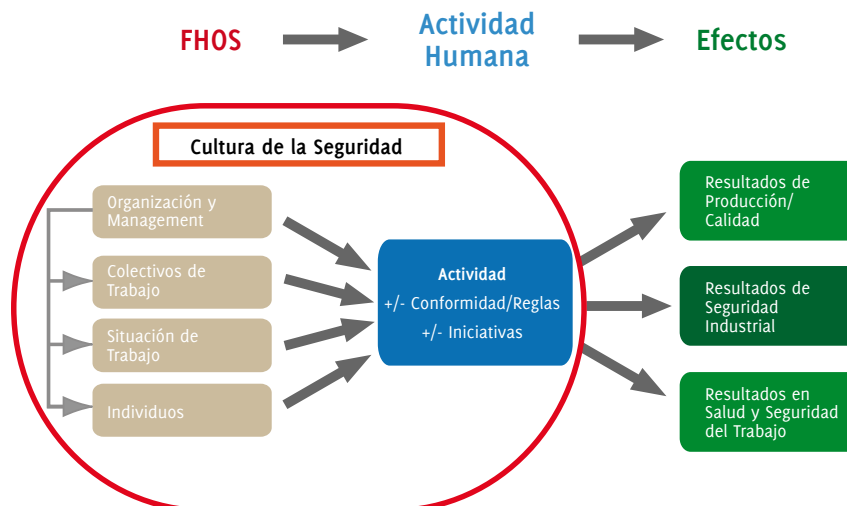 FHOS
Actividad
Humana
Efectos
Cultura de la Seguridad
Organización y
Management
Colectivos de
Trabajo
Situación de
Trabajo
Individuos
Actividad
+/- Conformidad/Reglas
+/- Iniciativas
Resultados de
Producción/
Calidad
Resultados de
Seguridad
Industrial
Resultados en
Salud y Seguridad
del Trabajo